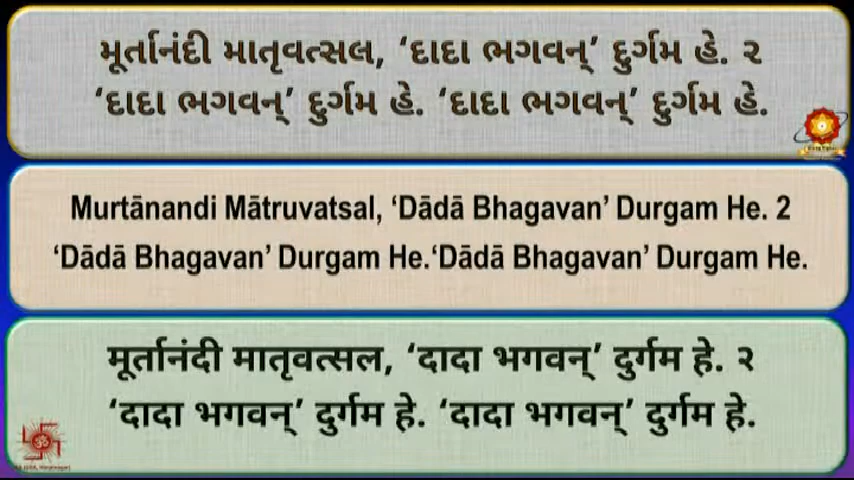 મૂર્તાનંદી માતૃવત્સલ, ‘દાદા ભગવન્’ દુર્ગમ હે. ૨
‘દાદા ભગવન્’ દુર્ગમ હે. ‘દાદા ભગવન્’ દુર્ગમ હે.
Murtānandi Mātruvatsal, ‘Dādā Bhagavan’ Durgam He. 2
‘Dādā Bhagavan’ Durgam He.‘Dādā Bhagavan’ Durgam He.
मूर्तानंदी मातृवत्सल, ‘दादा भगवन्’ दुर्गम हे. २
‘दादा भगवन्’ दुर्गम हे. ‘दादा भगवन्’ दुर्गम हे.